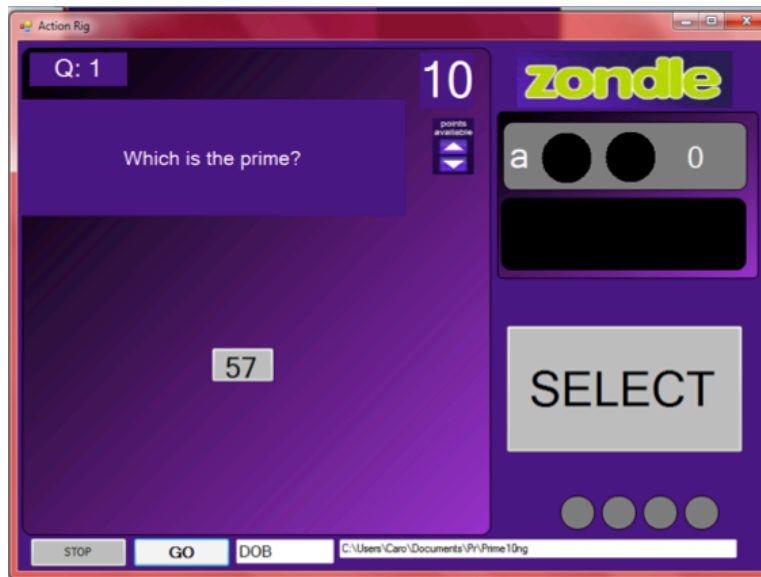 Action Rig
Q: 1
10
zondle
points
available
Which is the prime?
a
0
57
SELECT
STOP
GO
DOB
C:\Users\Caro\Documents\Pr\Prime10ng